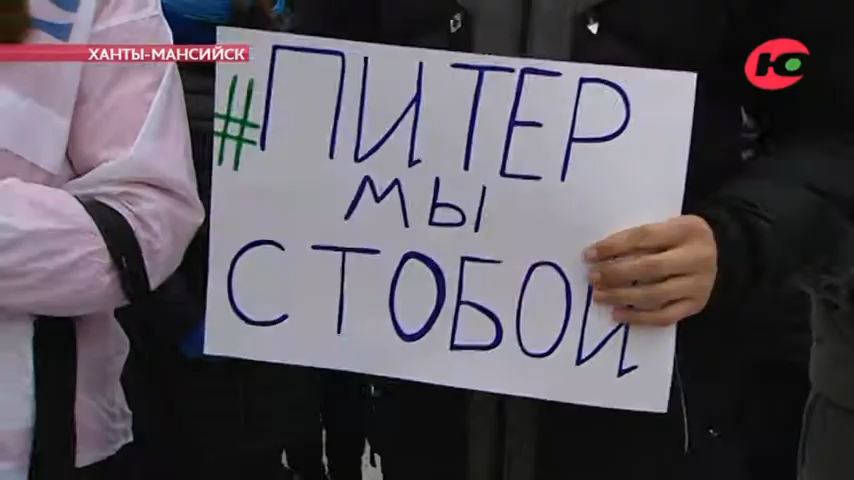 ХАНТЫ-МАНСИЙСК
Ю
#ПИТЕР
МЫ
С ТОБОЙ